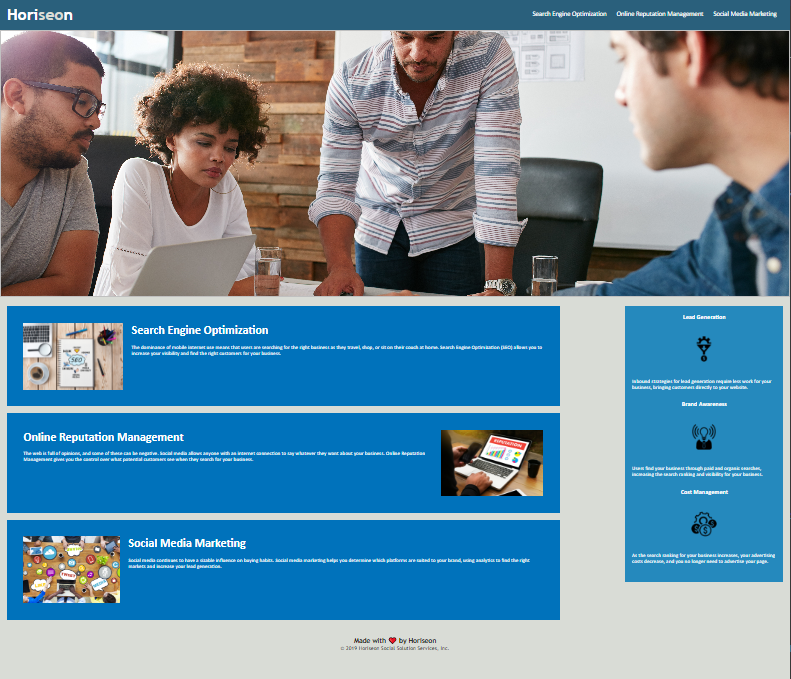 Horiseon
Search Engine Optimization Online Reputation Management Social Media Marketing
Search Engine Optimization
The dominance of mobile internet use means that users are searching for the right business as they travel, shop, or sit on their couch at home. Search Engine Optimization (SEO) allows you to
increase your visibility and find the right customers for your business.
SEO
Online Reputation Management
The web is full of opinions, and some of these can be negative. Social media allows anyone with an internet connection to say whatever they want about your business. Online Reputation
Management gives you the control over what potential customers see when they search for your business.
REPUTATION
Social Media Marketing
Social media continues to have a sizable influence on buying habits. Social media marketing helps you determine which platforms are suited to your brand, using analytics to find the right
markets and increase your lead generation.
Lead Generation
Inbound strategies for lead generation require less work for your
business, bringing customers directly to your website.
Brand Awareness
Users find your business through paid and organic searches,
increasing the search ranking and visibility for your business.
Cost Management
As the search ranking for your business increases, your advertising
costs decrease, and you no longer need to advertise your page.
Made with ❤️ by Horiseon
© 2019 Horiseon Social Solution Services, Inc.